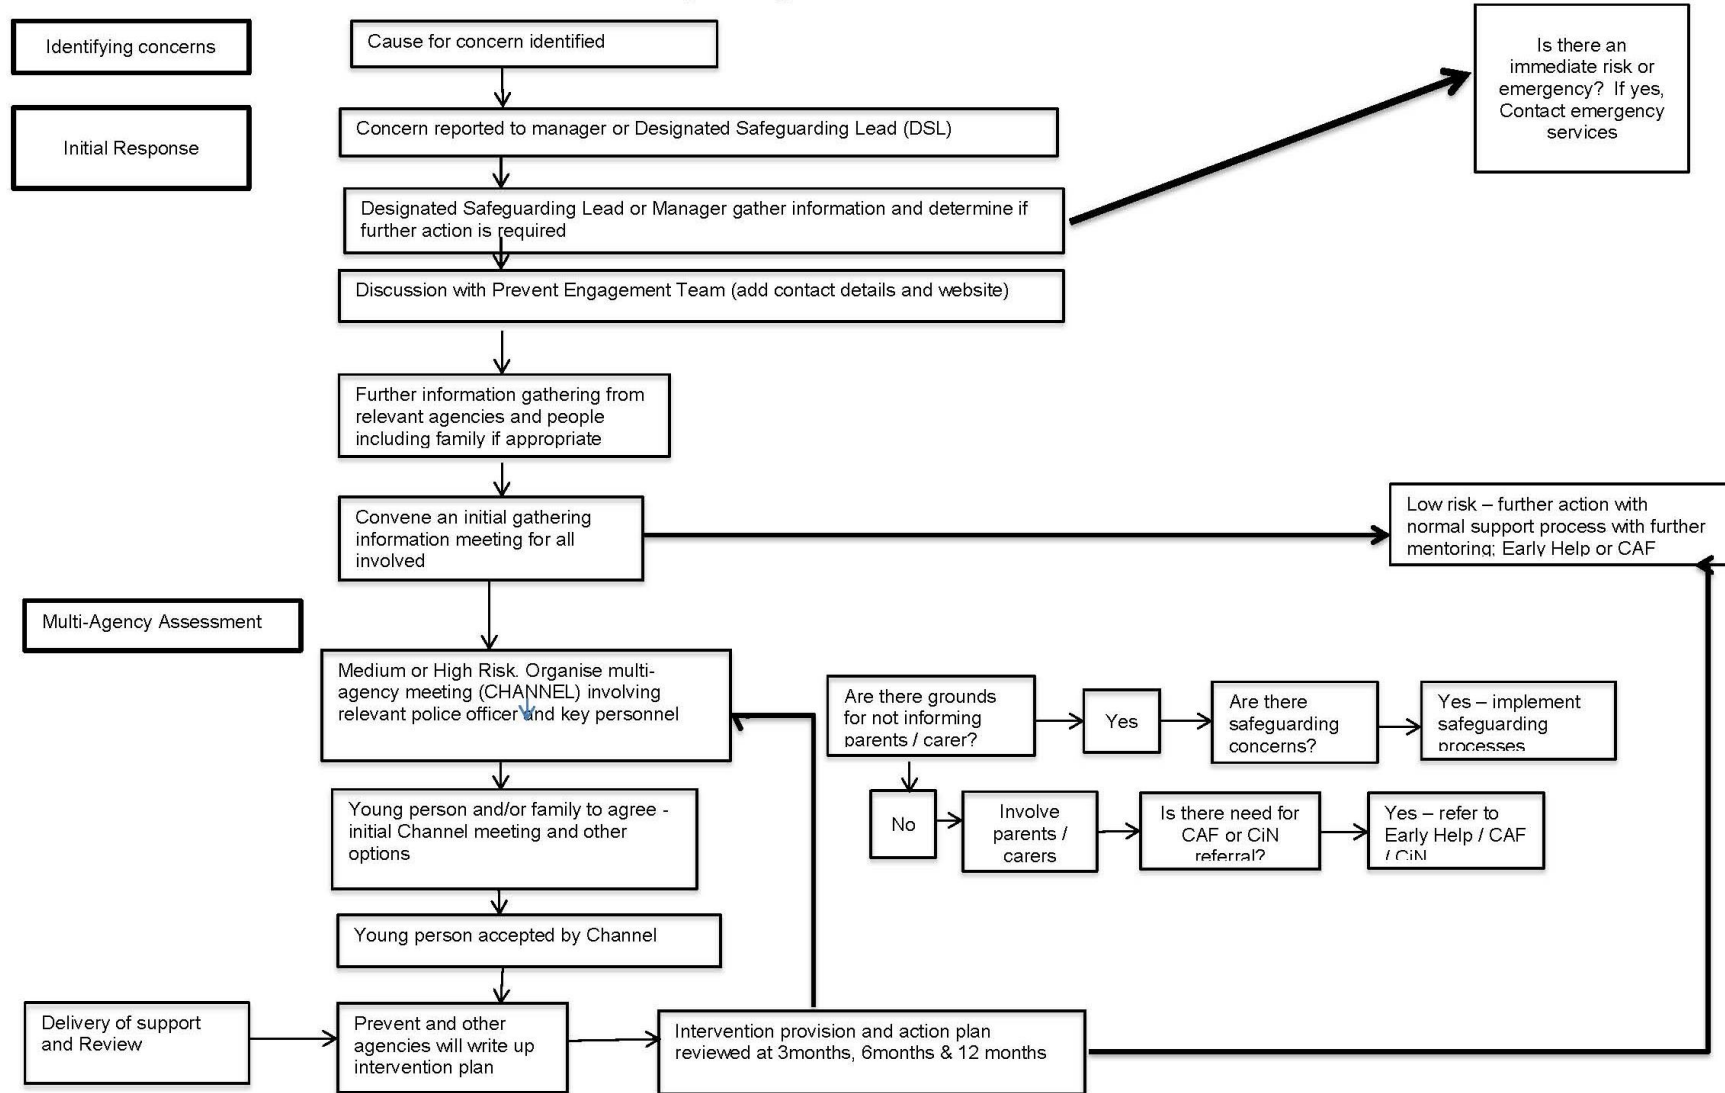 Identifying concerns
Cause for concern identified
Is there an
immediate risk or
emergency? If yes,
Contact emergency
services
Initial Response
Concern reported to manager or Designated Safeguarding Lead (DSL)
Designated Safeguarding Lead or Manager gather information and determine if
further action is required
Discussion with Prevent Engagement Team (add contact details and website)
Further information gathering from
relevant agencies and people
including family if appropriate
Convene an initial gathering
information meeting for all
involved
Low risk – further action with
normal support process with further
mentoring; Early Help or CAF
Multi-Agency Assessment
Medium or High Risk. Organise multi-
agency meeting (CHANNEL) involving
relevant police officer and key personnel
Are there grounds
for not informing
parents / carer?
Yes
Are there
safeguarding
concerns?
Yes – implement
safeguarding
processes
No
Involve
parents /
carers
Is there need for
CAF or CiN
referral?
Yes – refer to
Early Help / CAF
/ CiN
Young person and/or family to agree -
initial Channel meeting and other
options
Young person accepted by Channel
Delivery of support
and Review
Prevent and other
agencies will write up
intervention plan
Intervention provision and action plan
reviewed at 3months, 6months & 12 months